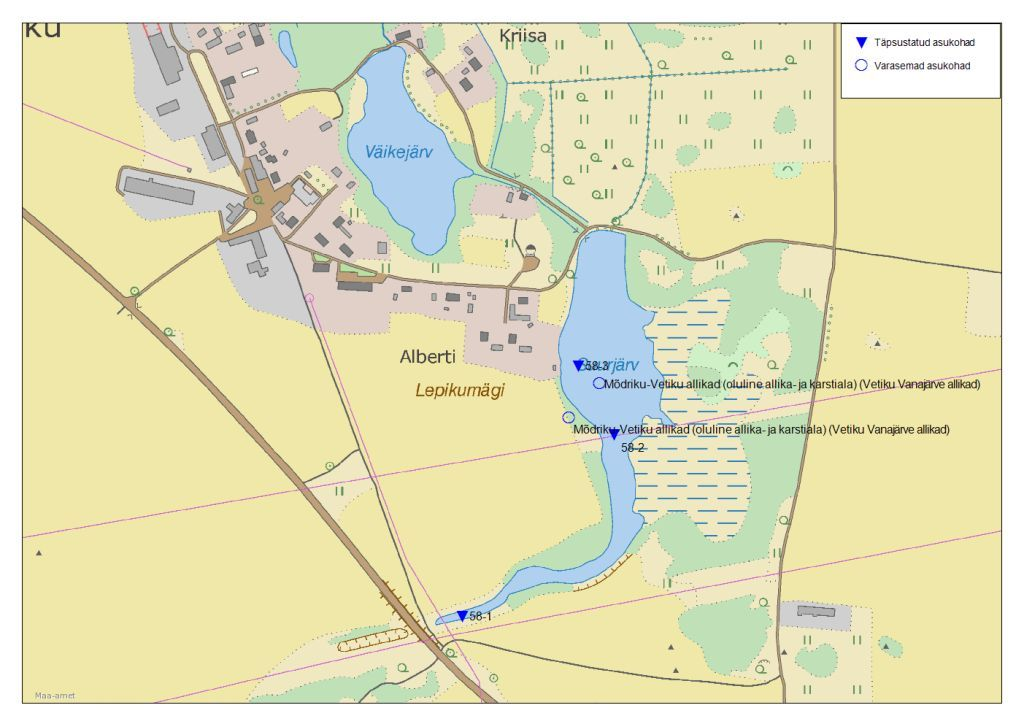 ku
Kriisa
Täpsustatud asukohad
Varasemad asukohad
Väikejärv
Alberti
Lepikumägi
58-3
Mõdriku-Vetiku allikad (oluline allika- ja karstiala) (Vetiku Vanajärve allikad)
Mõdriku-Vetiku allikad (oluline allika- ja karstiala) (Vetiku Vanajärve allikad)
58-2
58-1
Maa-amet